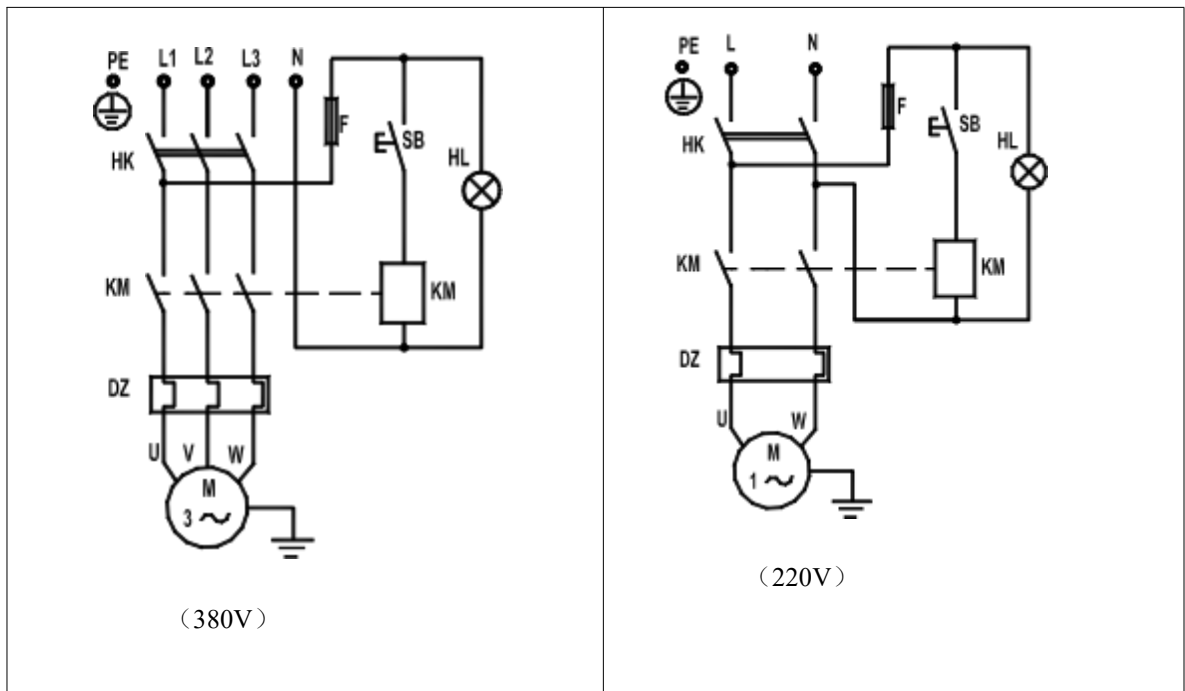 PE L1 L2 L3 N
F
SB
HK
HL
KM
KM
DZ
U V W
M
3
（380V）
PE L N
F
SB
HK
HL
KM
KM
DZ
U W
M
1
（220V）